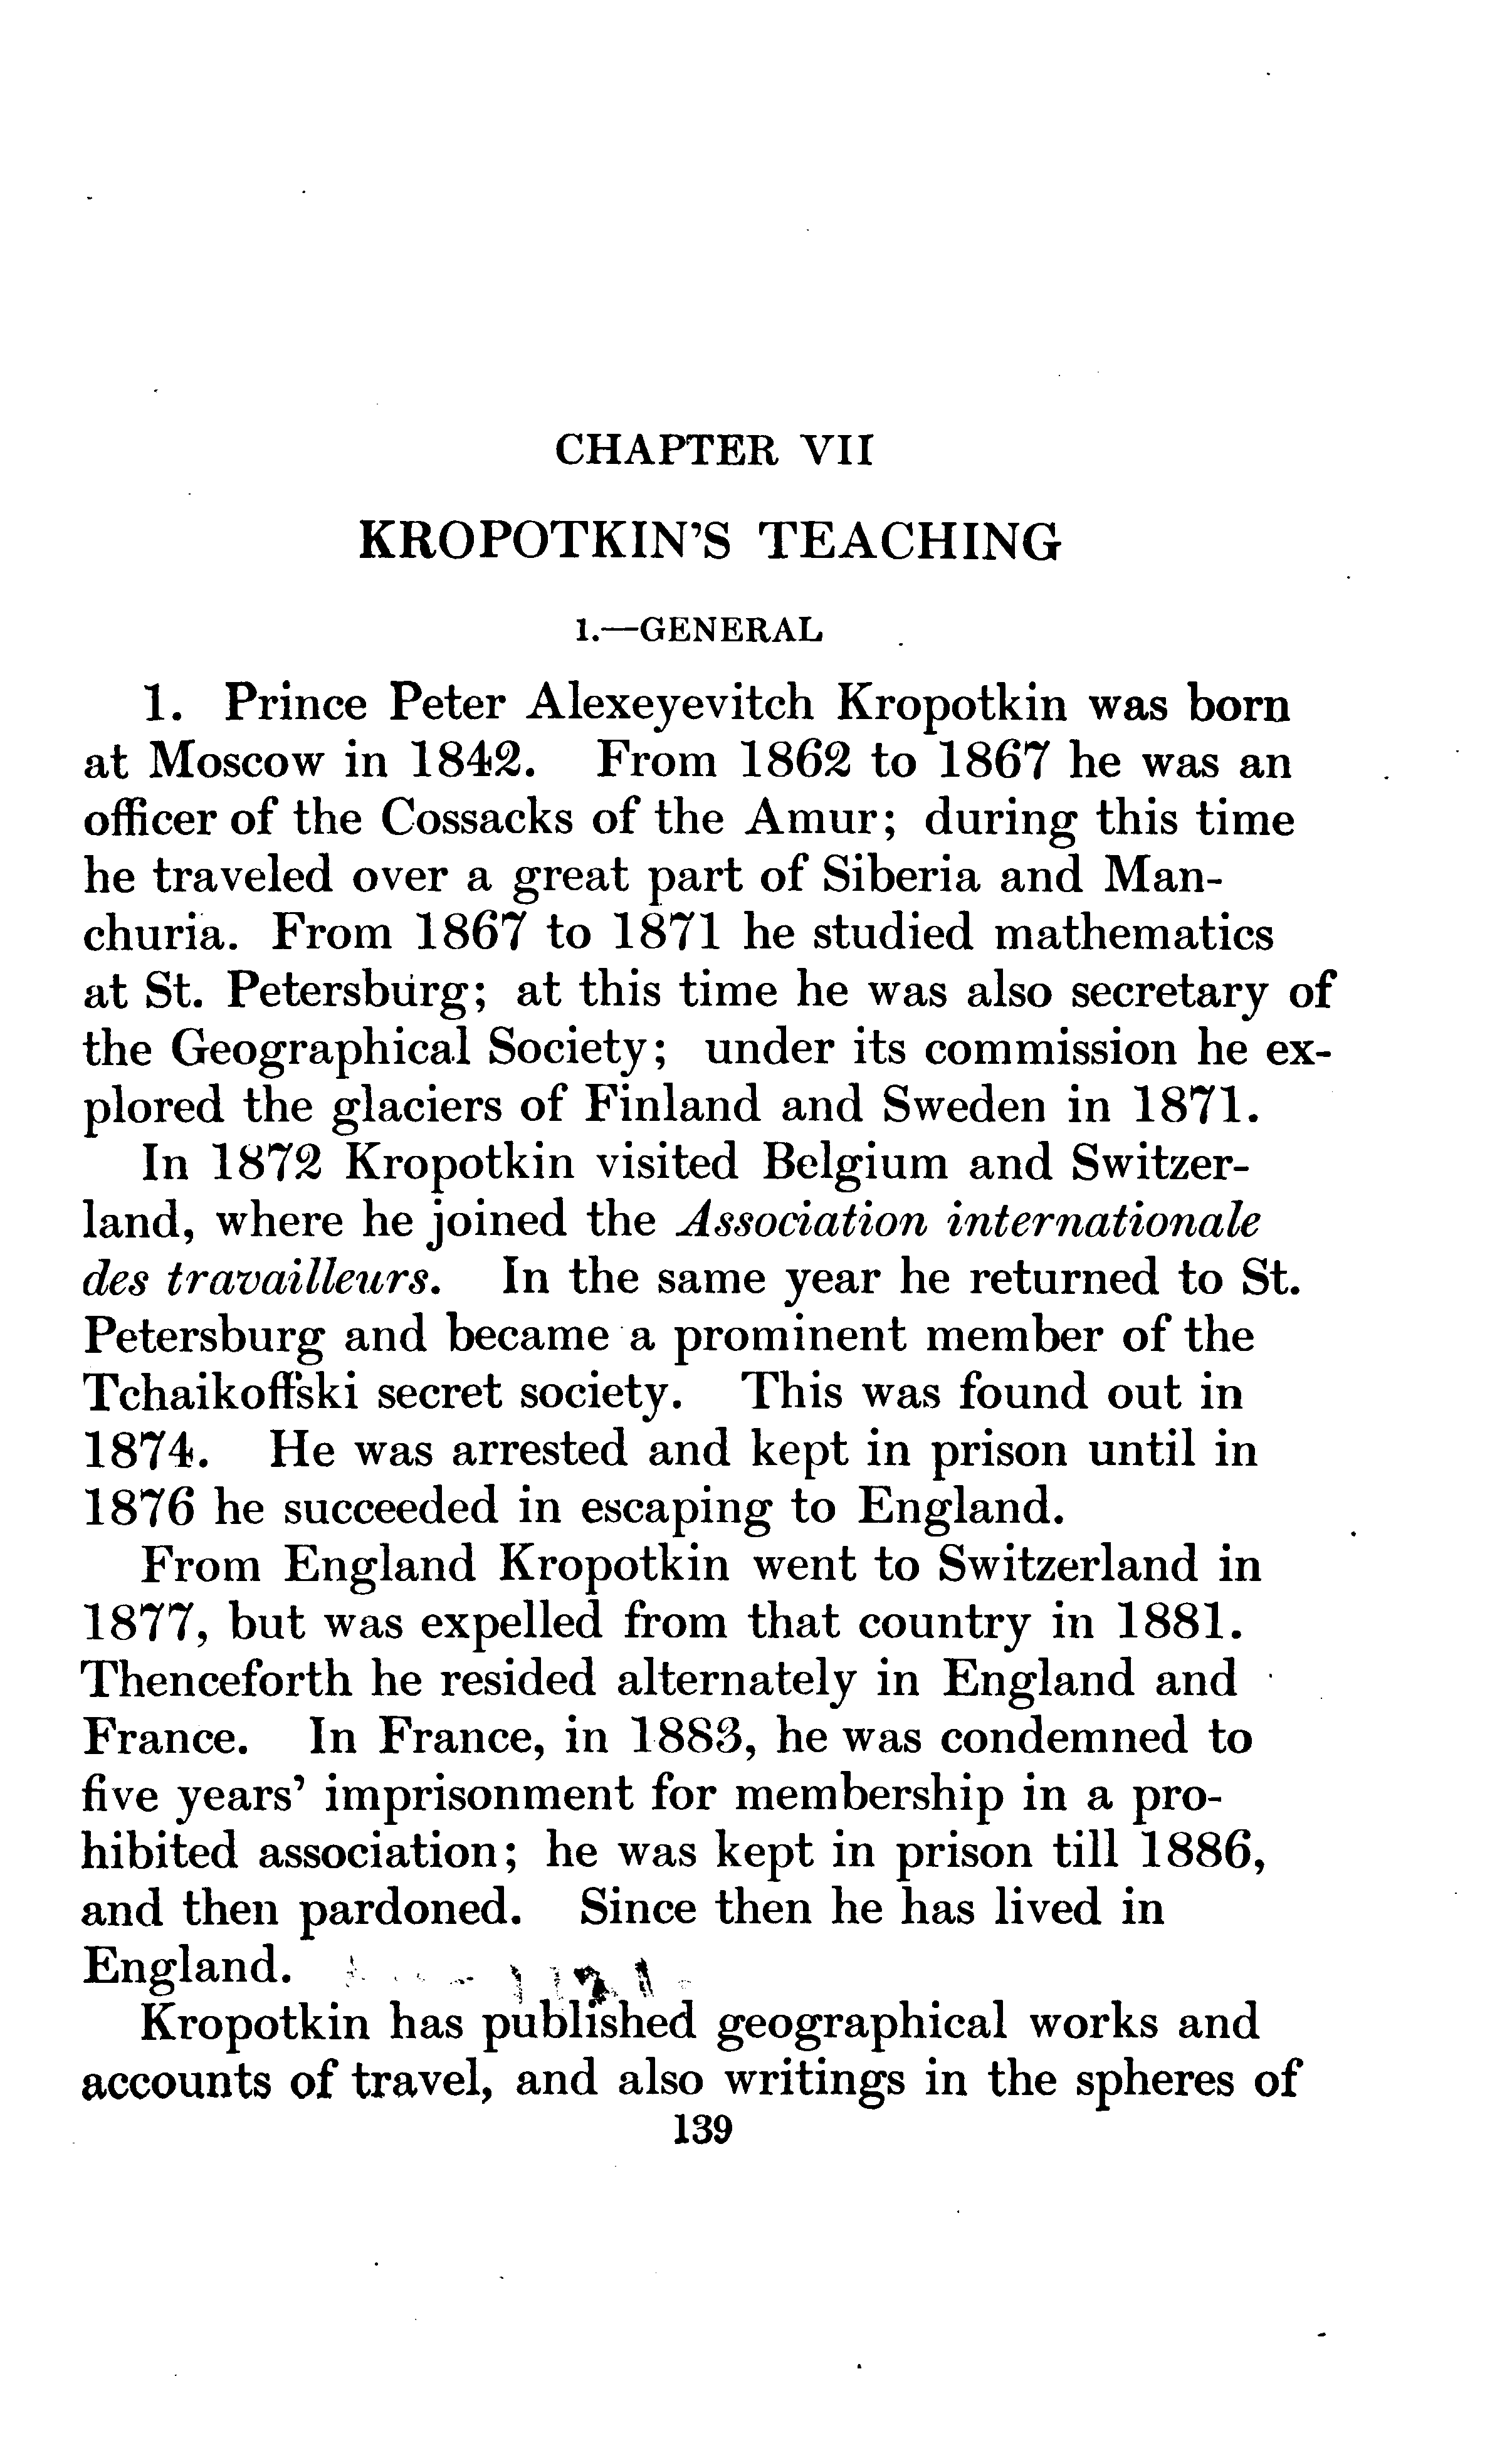 CHAPTER VII
KROPOTKIN'S TEACHING
1.—GENERAL
1. Prince Peter Alexeyevitch Kropotkin was born
at Moscow in 1842. From 1862 to 1867 he was an
officer of the Cossacks of the Amur; during this time
he traveled over a great part of Siberia and Man-
churia. From 1867 to 1871 he studied mathematics
at St. Petersburg; at this time he was also secretary of
the Geographical Society; under its commission he ex-
plored the glaciers of Finland and Sweden in 1871.
In 1872 Kropotkin visited Belgium and Switzer-
land, where he joined the Association internationale
des travailleurs. In the same year he returned to St.
Petersburg and became a prominent member of the
Tchaikoffski secret society. This was found out in
1874. He was arrested and kept in prison until in
1876 he succeeded in escaping to England.
From England Kropotkin went to Switzerland in
1877, but was expelled from that country in 1881.
Thenceforth he resided alternately in England and
France. In France, in 1883, he was condemned to
five years' imprisonment for membership in a pro-
hibited association; he was kept in prison till 1886,
and then pardoned. Since then he has lived in
England.
Kropotkin has published geographical works and
accounts of travel, and also writings in the spheres of
139